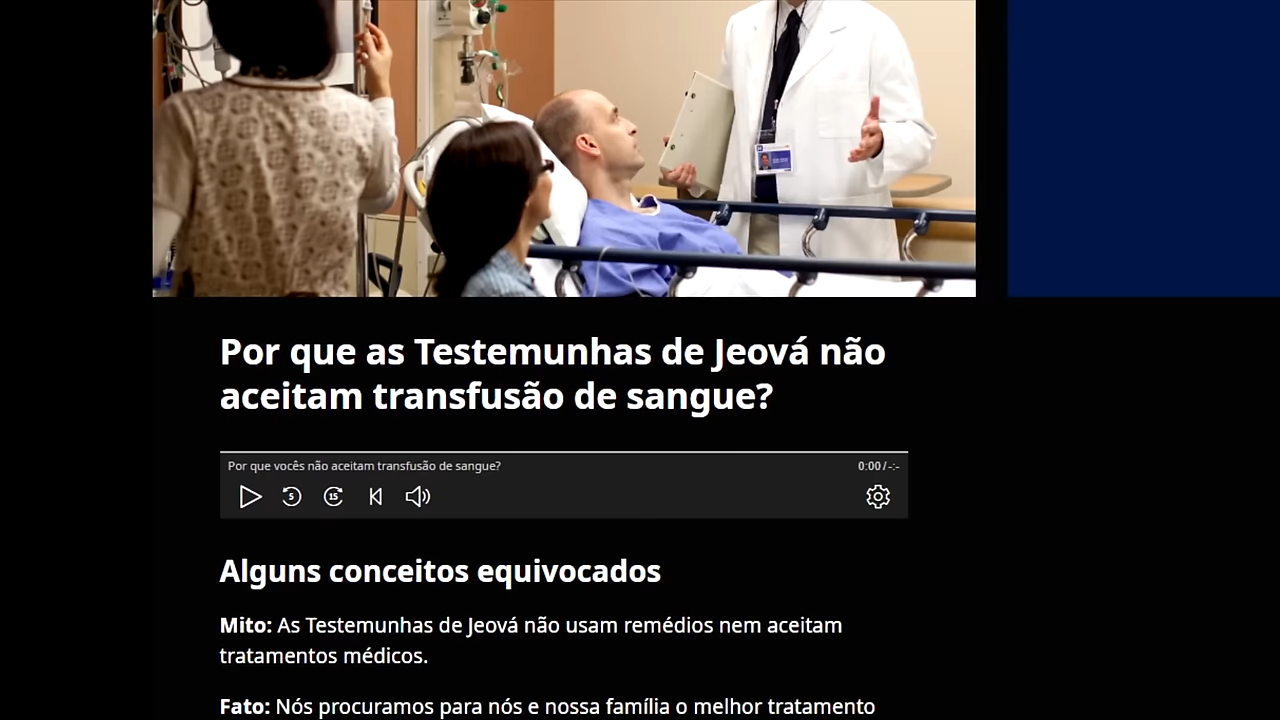 Por que as Testemunhas de Jeová não
aceitam transfusão de sangue?
Por que vocês não aceitam transfusão de sangue?
0:00 / -:-
5
15
Alguns conceitos equivocados
Mito: As Testemunhas de Jeová não usam remédios nem aceitam
tratamentos médicos.
Fato: Nós procuramos para nós e nossa família o melhor tratamento